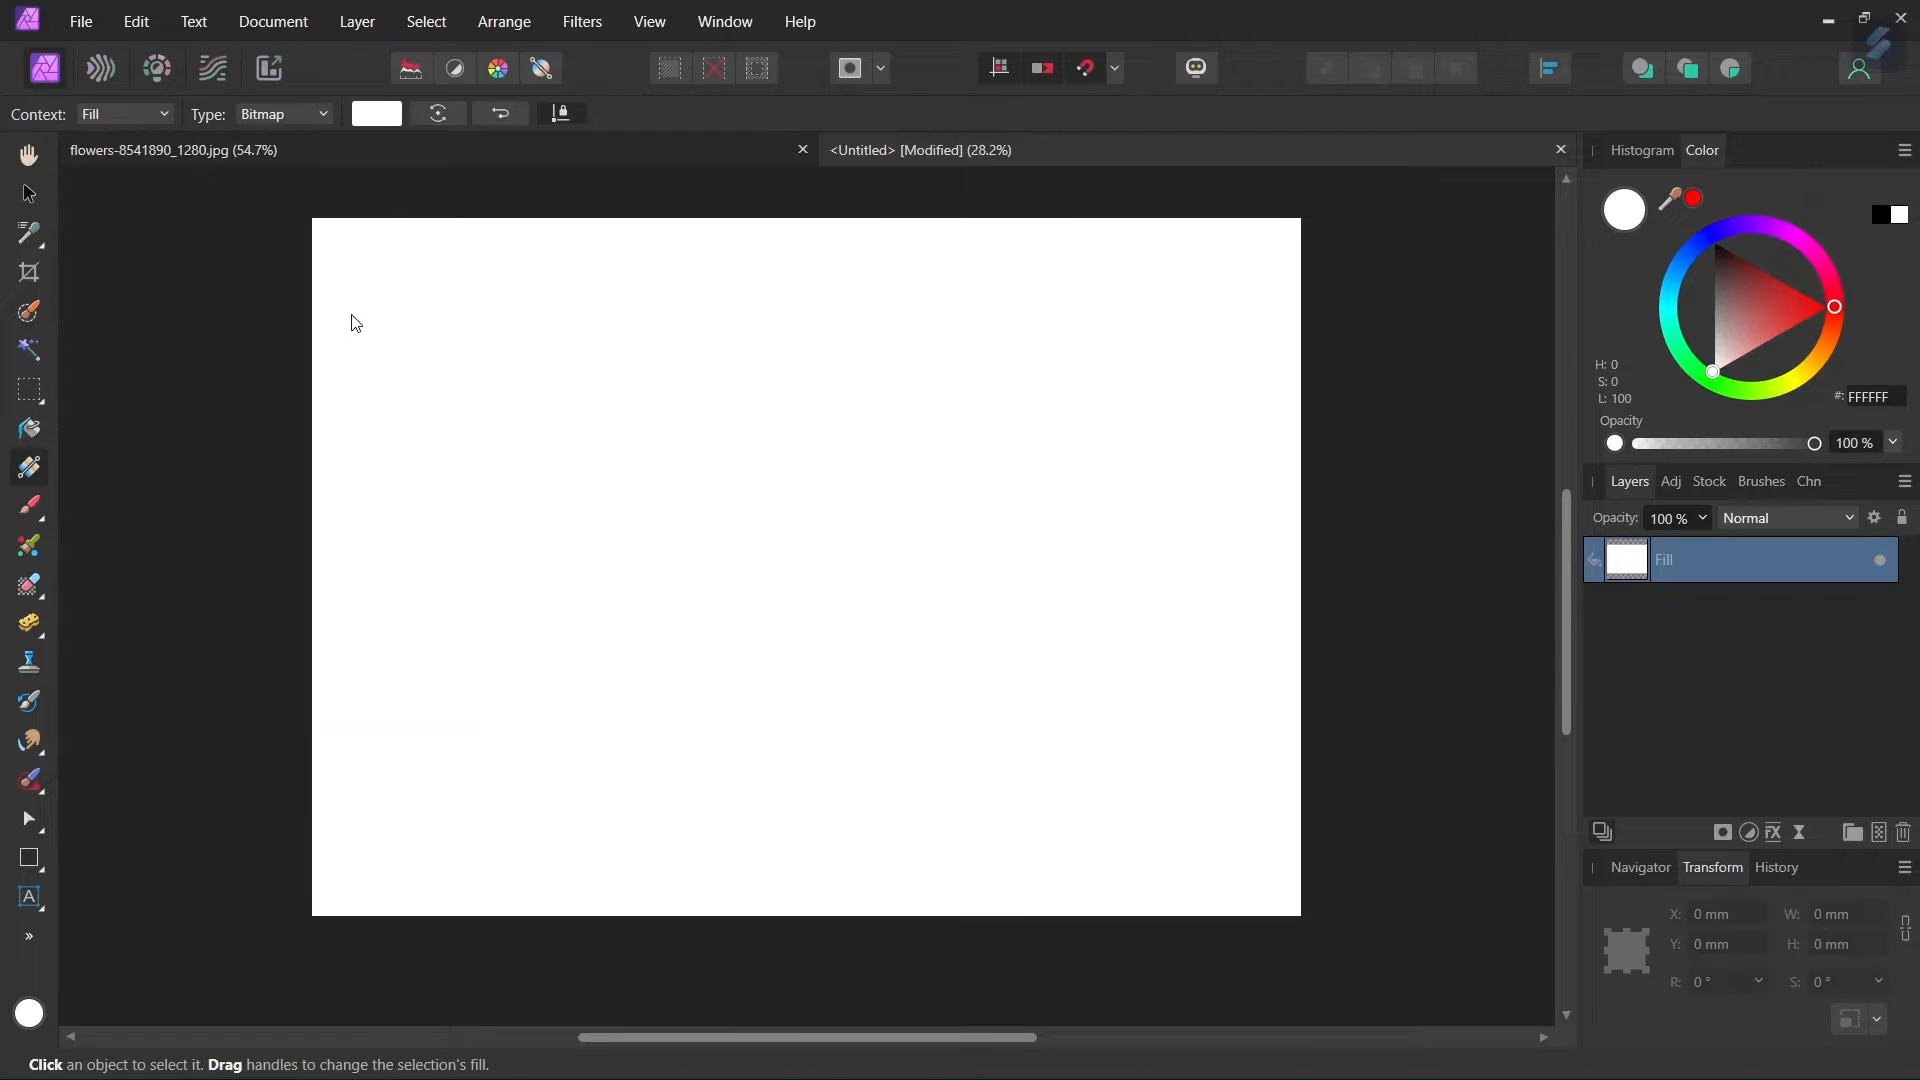 File Edit Text Document Layer Select Arrange Filters View Window Help
Context: Fill Type: Bitmap
flowers-8541890_1280.jpg (54.7%) <Untitled> [Modified] (28.2%)
Histogram Color
H: 0
S: 0
L: 100
#: FFFFFF
Opacity
100 %
Layers Adj Stock Brushes Chn
Opacity: 100 % Normal
Fill
FX
Navigator Transform History
X: 0 mm W: 0 mm
Y: 0 mm H: 0 mm
R: 0 ° S: 0 °
A
Click an object to select it. Drag handles to change the selection's fill.